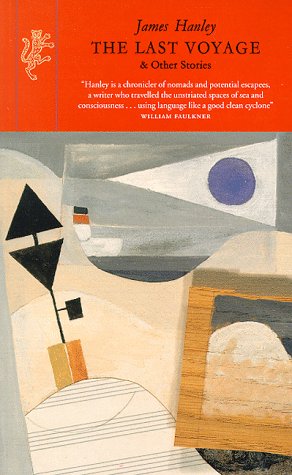 James Hanley
THE LAST VOYAGE
& Other Stories
"Hanley is a chronicler of nomads and potential escapees,
a writer who travelled the unstriated spaces of sea and
consciousness . . . using language like a good clean cyclone"
WILLIAM FAULKNER